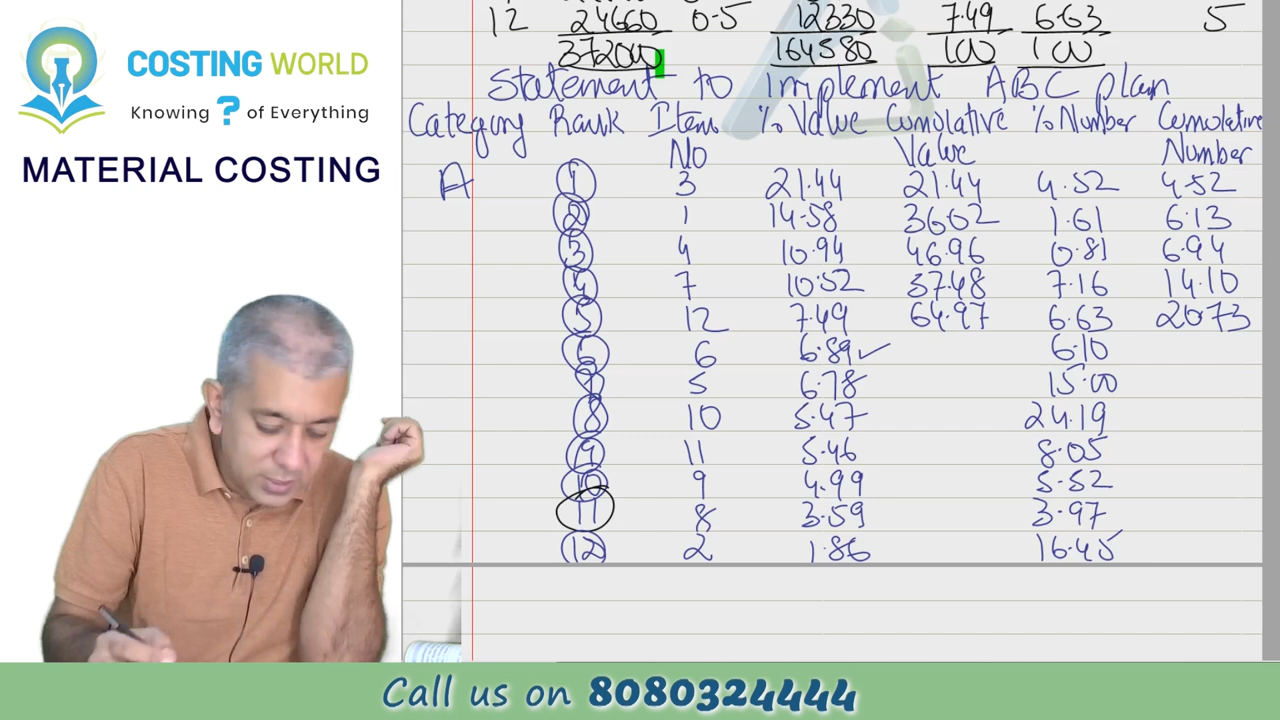 COSTING WORLD
Knowing ? of Everything
MATERIAL COSTING
12 24660 0.5 12330 7.49 6.63 5
372000 164580 100 100
Statement to Implement ABC plan
Category Rank Item No % Value Cumulative Value % Number Cumulative Number
A 1 3 21.44 21.44 4.52 4.52
2 1 14.58 36.02 1.61 6.13
3 4 10.94 46.96 0.81 6.94
4 7 10.52 37.48 7.16 14.10
5 12 7.49 64.97 6.63 20.73
6 6 6.89 ✓ 6.10
7 5 6.78 15.00
8 10 5.47 24.19
9 11 5.46 8.05
10 9 4.99 5.52
11 8 3.59 3.97
12 2 1.86 16.45
Call us on 8080324444